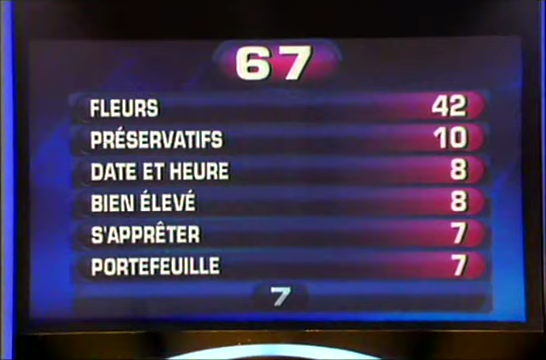 67
FLEURS 42
PRÉSERVATIFS 10
DATE ET HEURE 8
BIEN ÉLEVÉ 8
S'APPRÊTER 7
PORTEFEUILLE 7
7